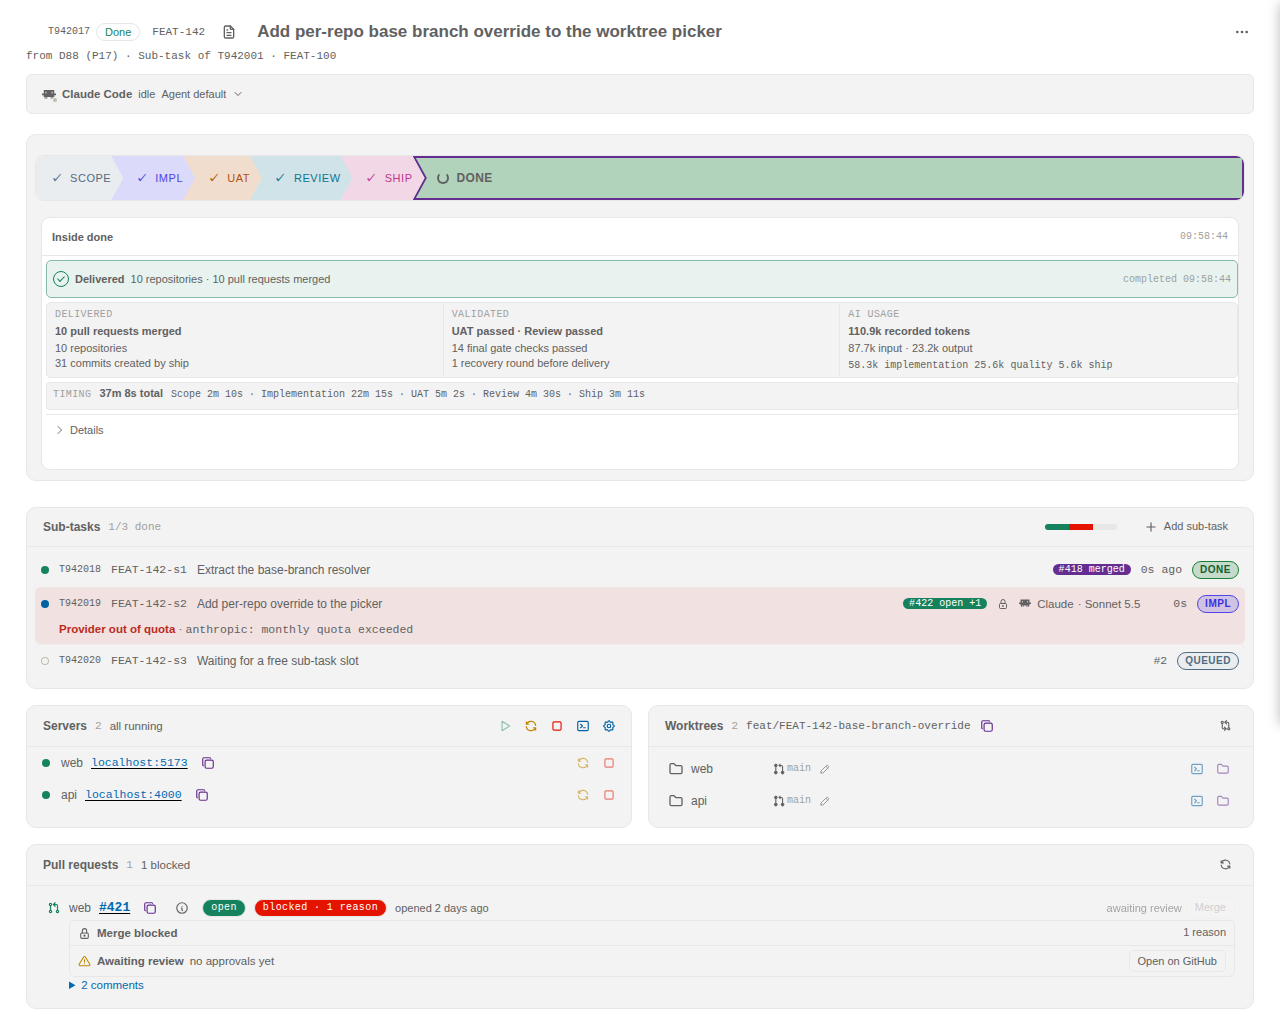 T942017 Done FEAT-142 Add per-repo base branch override to the worktree picker
from D88 (P17) · Sub-task of T942001 · FEAT-100
Claude Code idle Agent default
SCOPE IMPL UAT REVIEW SHIP DONE
Inside done 09:58:44
Delivered 10 repositories · 10 pull requests merged completed 09:58:44
DELIVERED VALIDATED AI USAGE
10 pull requests merged UAT passed · Review passed 110.9k recorded tokens
10 repositories 14 final gate checks passed 87.7k input · 23.2k output
31 commits created by ship 1 recovery round before delivery 58.3k implementation 25.6k quality 5.6k ship
TIMING 37m 8s total Scope 2m 10s · Implementation 22m 15s · UAT 5m 2s · Review 4m 30s · Ship 3m 11s
Details
Sub-tasks 1/3 done Add sub-task
T942018 FEAT-142-s1 Extract the base-branch resolver #418 merged 0s ago DONE
T942019 FEAT-142-s2 Add per-repo override to the picker #422 open +1 Claude · Sonnet 5.5 0s IMPL
Provider out of quota · anthropic: monthly quota exceeded
T942020 FEAT-142-s3 Waiting for a free sub-task slot #2 QUEUED
Servers 2 all running
web localhost:5173
api localhost:4000
Worktrees 2 feat/FEAT-142-base-branch-override
web main
api main
Pull requests 1 1 blocked
web #421 open blocked · 1 reason opened 2 days ago awaiting review Merge
Merge blocked 1 reason
Awaiting review no approvals yet Open on GitHub
2 comments